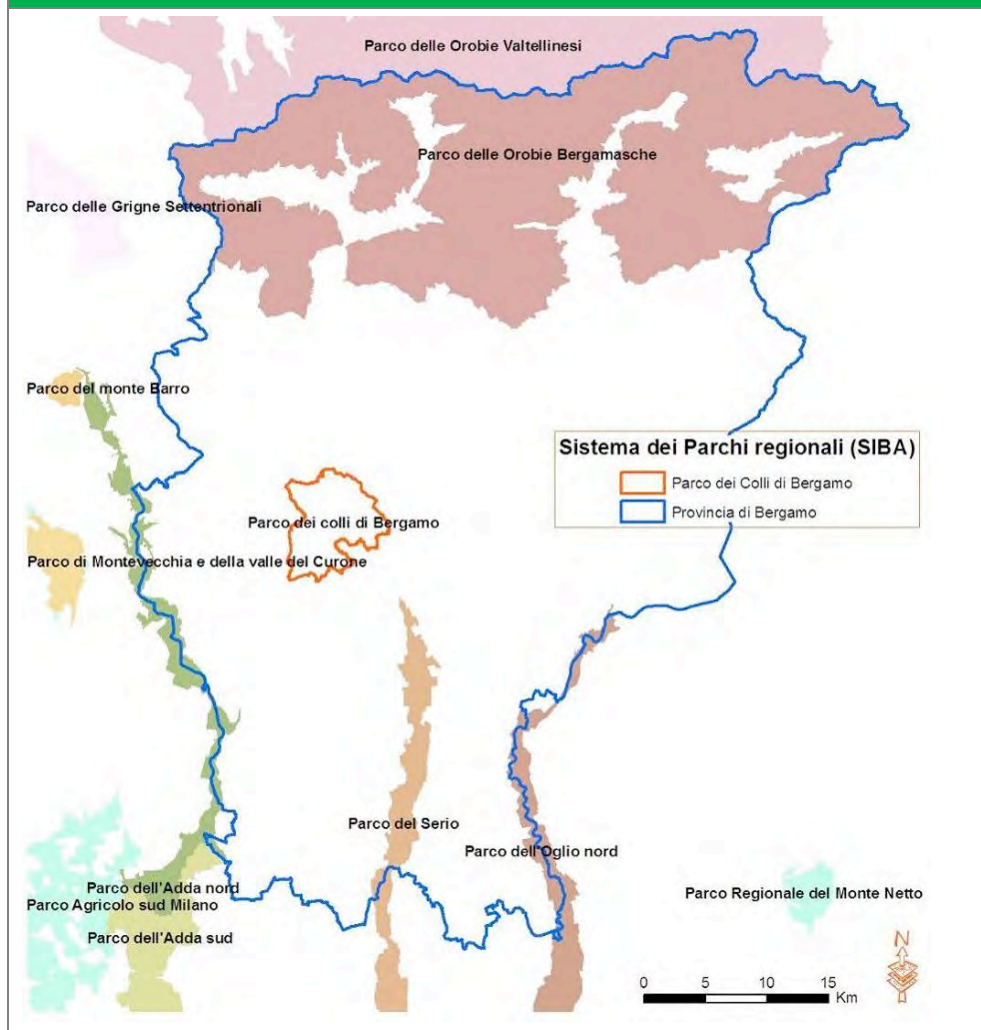 Parco delle Orobie Valtellinesi
Parco delle Orobie Bergamasche
Parco delle Grigne Settentrionali
Parco del monte Barro
Sistema dei Parchi regionali (SIBA)
Parco dei Colli di Bergamo
Provincia di Bergamo
Parco dei colli di Bergamo
Parco di Montevecchia e della valle del Curone
Parco del Serio
Parco dell'Oglio nord
Parco dell'Adda nord
Parco Agricolo sud Milano
Parco Regionale del Monte Netto
Parco dell'Adda sud
N
0 5 10 15
Km